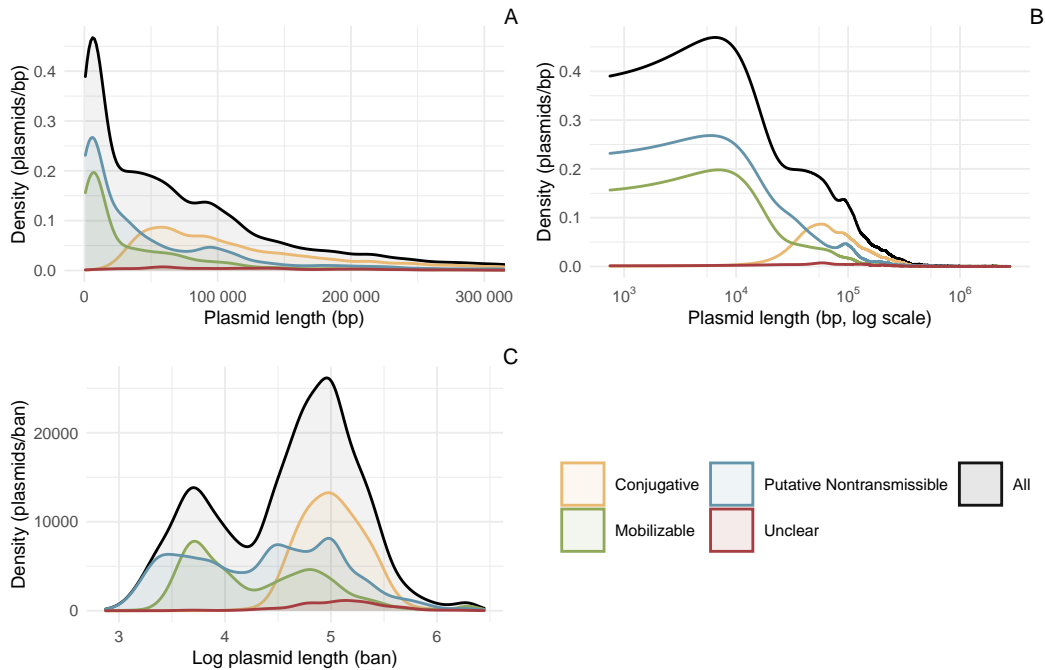 A
Density (plasmids/bp)
0.4
0.3
0.2
0.1
0.0
0
100 000
200 000
300 000
Plasmid length (bp)
B
Density (plasmids/bp)
0.4
0.3
0.2
0.1
0.0
10³
10⁴
10⁵
10⁶
Plasmid length (bp, log scale)
C
Density (plasmids/ban)
20000
10000
0
3
4
5
6
Log plasmid length (ban)
Conjugative
Putative Nontransmissible
All
Mobilizable
Unclear